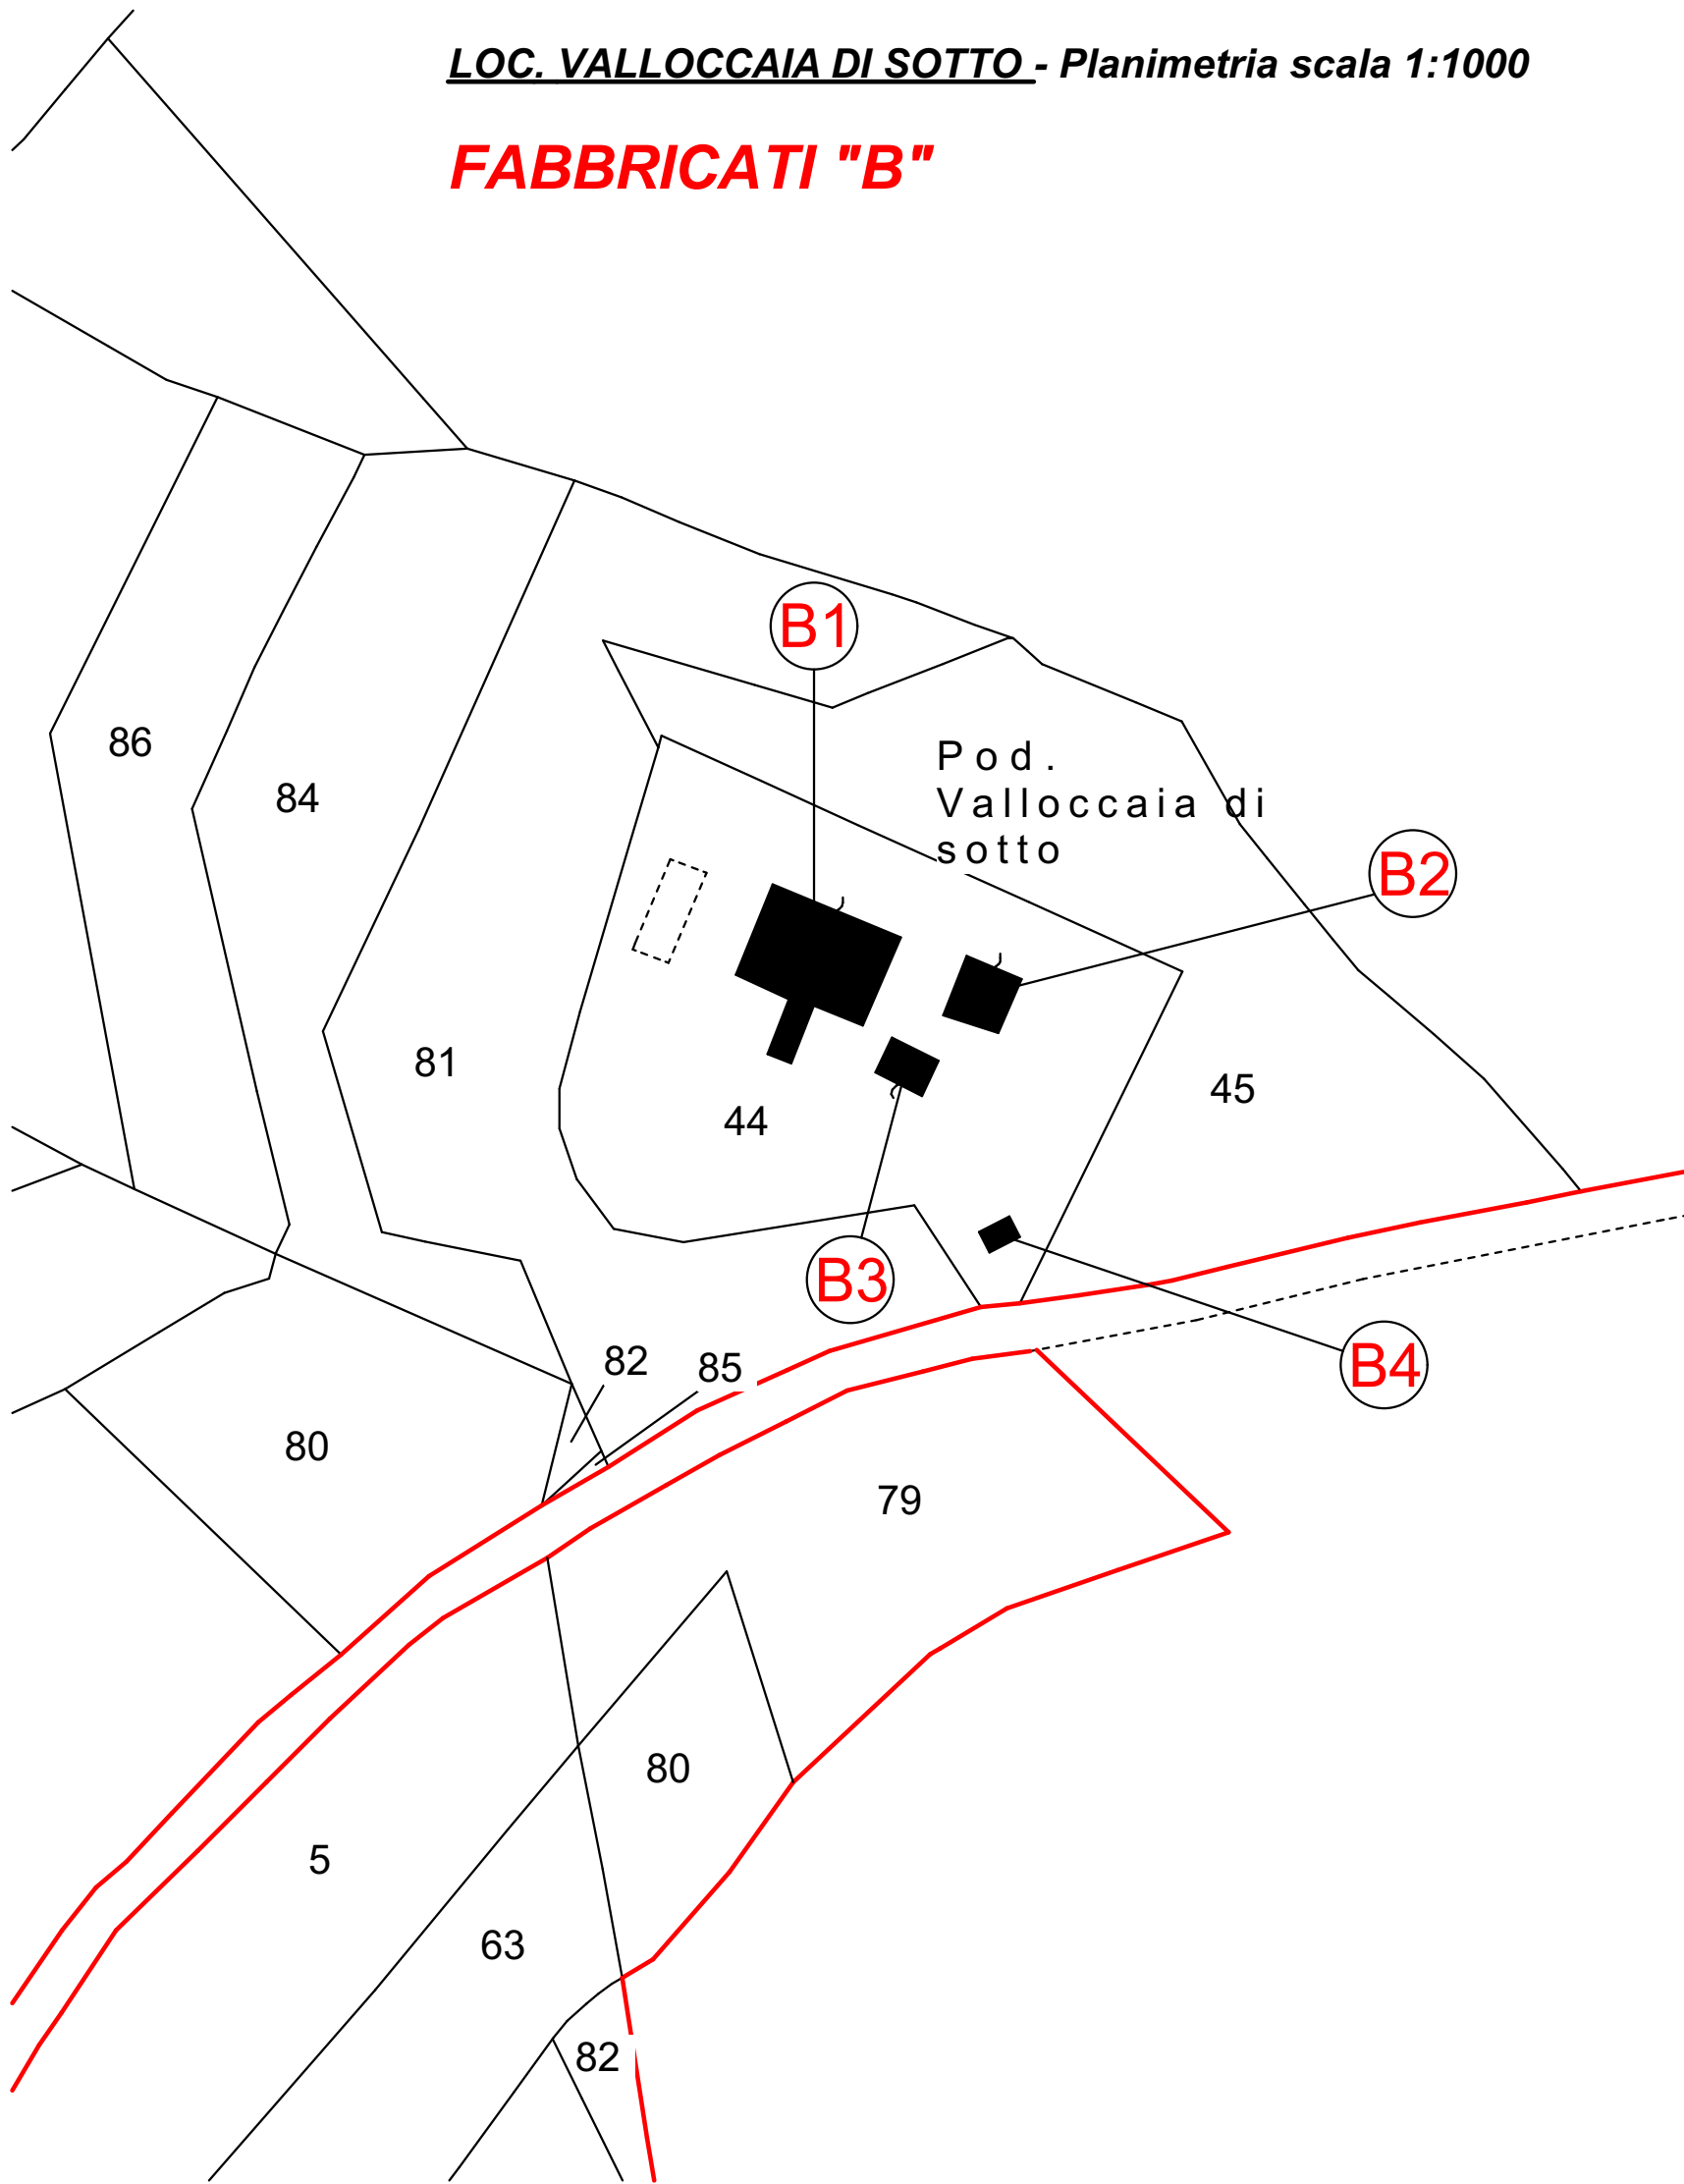 LOC. VALLOCCAIA DI SOTTO - Planimetria scala 1:1000
FABBRICATI "B"
B1
86
Pod.
Valloccaia di
sotto
84
B2
81
45
44
B3
82
85
B4
80
79
80
5
63
82